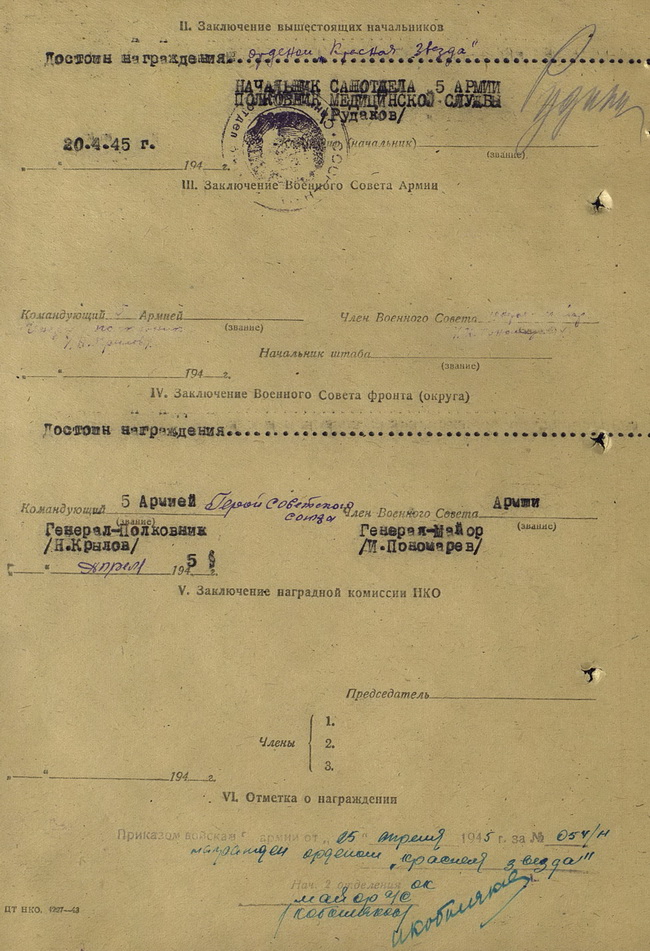 II. Заключение вышестоящих начальников
Достоин награждения орденом „Красная Звезда"
НАЧАЛЬНИК САНОТДЕЛА 5 АРМИИ
ПОЛКОВНИК МЕДИЦИНСКОЙ СЛУЖБЫ
/Рудаков/
(начальник)
20.4.45 г.
(звание)
„ “ 194 г.
III. Заключение Военного Совета Армии
Командующий Армией Член Военного Совета
(звание)
Начальник штаба
(звание)
„ “ 194 г.
IV. Заключение Военного Совета фронта (округа)
Достоин награждения
Командующий 5 Армией Герой Советского Союза Член Военного Совета Армии
(звание) (звание)
Генерал-Полковник Генерал-Майор
/Н.Крылов/ /И.Пономарев/
“ апрель 1945 г.
V. Заключение наградной комиссии НКО
Председатель
Члены
1.
2.
3.
„ “ 194 г.
VI. Отметка о награждении
Приказом войскам армии от „25" апреля 1945 г. за № 054/н
награжден орденом „Красная звезда"
Нач. 2 отделения ок
майор
ЦТ НКО.